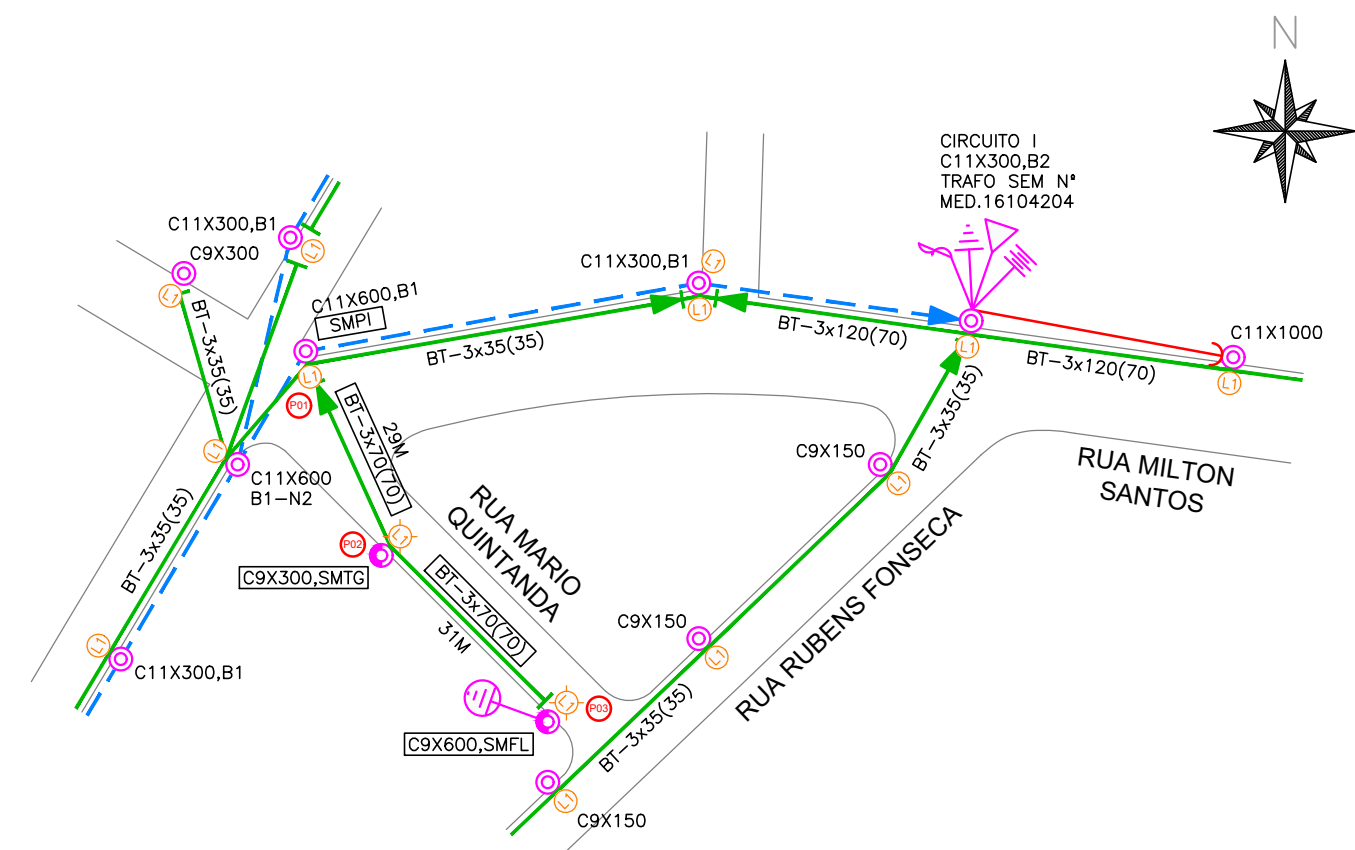 N
CIRCUITO I
C11X300,B2
TRAFO SEM Nº
MED.16104204
C11X300,B1
L1
C9X300
L1
C11X300,B1
L1
C11X600,B1
SMPI
BT-3x35(35)
L1
BT-3x120(70)
L1
C11X1000
BT-3x120(70)
L1
BT-3x35(35)
L1
P01
L1
C11X600
B1-N2
29M
BT-3x70(70)
BT-3x35(35)
C9X150
L1
BT-3x35(35)
RUA MILTON
SANTOS
RUA MARIO
QUINTANDA
P02
L1
C9X300,SMTG
BT-3x35(35)
BT-3x70(70)
31M
C9X150
L1
RUA RUBENS FONSECA
L1
C11X300,B1
L1
P03
C9X600,SMFL
BT-3x35(35)
L1
C9X150